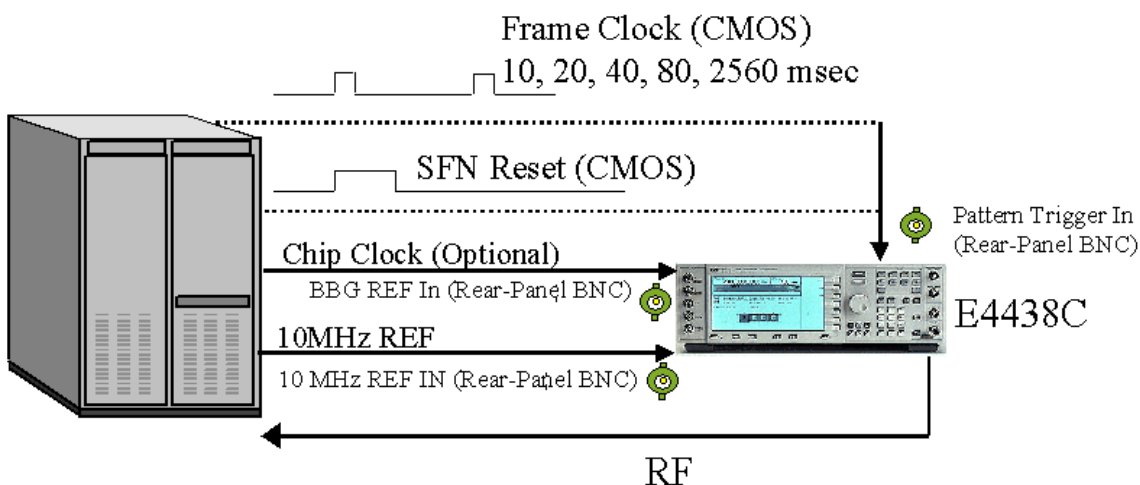 Frame Clock (CMOS)
10, 20, 40, 80, 2560 msec
SFN Reset (CMOS)
Pattern Trigger In
(Rear-Panel BNC)
Chip Clock (Optional)
BBG REF In (Rear-Panel BNC)
E4438C
10MHz REF
10 MHz REF IN (Rear-Panel BNC)
RF